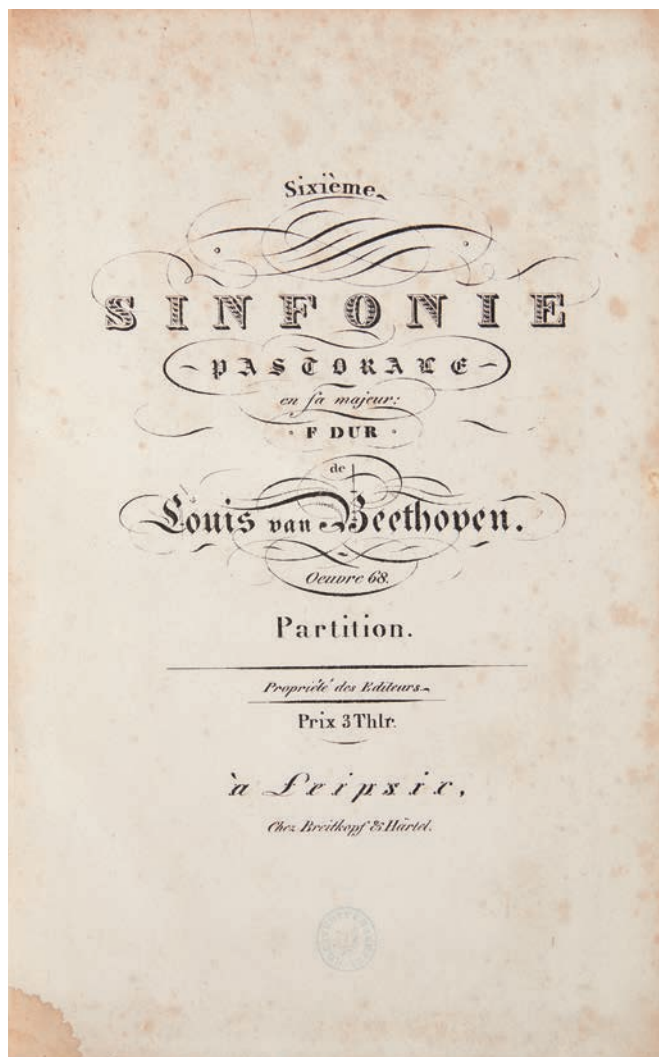 Sixième
SINFONIE
PASTORALE
en fa majeur:
F DUR
de
Louis van Beethoven.
Oeuvre 68.
Partition.
Propriété des Editeurs
Prix 3 Thlr.
à Leipsic,
Chez Breitkopf & Härtel.